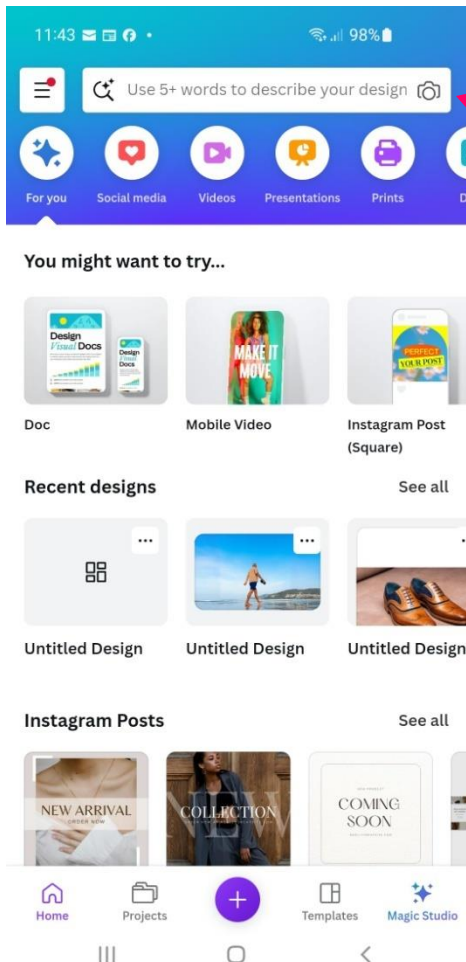 11:43
98%
Use 5+ words to describe your design
For you
Social media
Videos
Presentations
Prints
D
You might want to try...
Design
Visual Docs
Design
Visual
Docs
MAKE IT
MOVE
PERFECT
YOUR POST
Doc
Mobile Video
Instagram Post
(Square)
Recent designs
See all
Untitled Design
Untitled Design
Untitled Design
Instagram Posts
See all
NEW ARRIVAL
ORDER NOW
NEW
COLLECTION
NEW PRODUCT
COMING
SOON
Home
Projects
Templates
Magic Studio